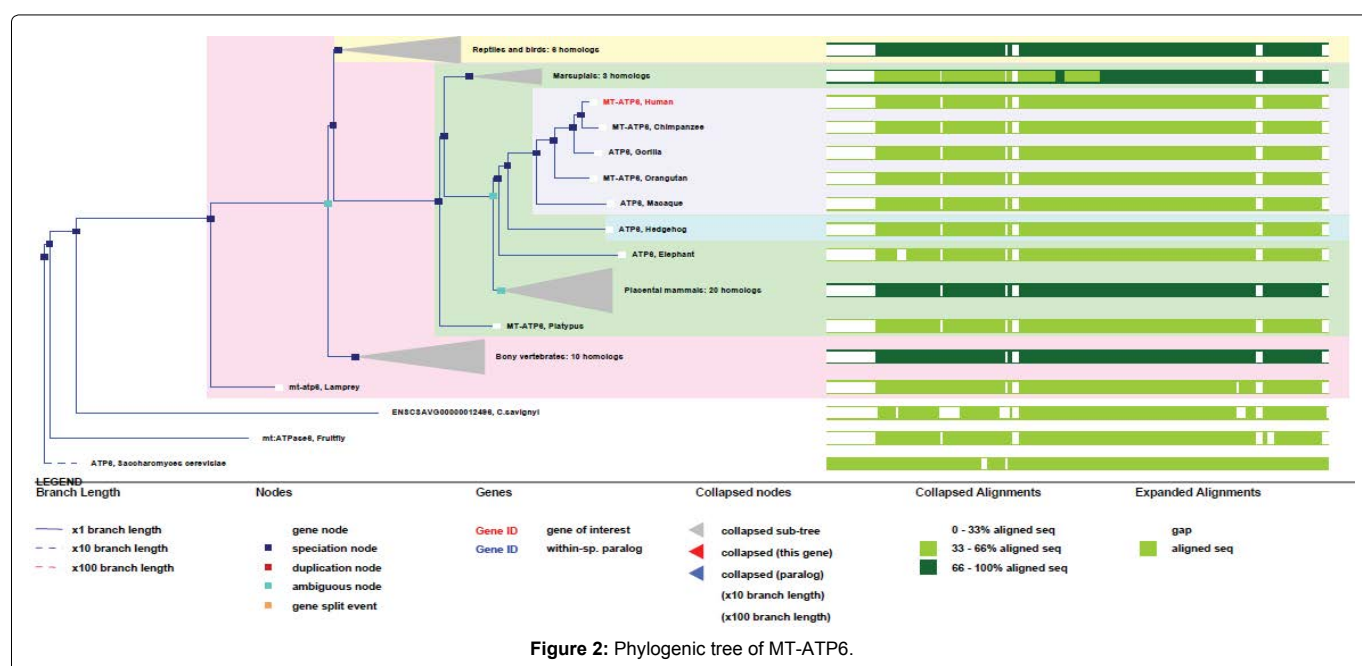 Reptiles and birds: 6 homologs
Marsupials: 3 homologs
MT-ATP6, Human
MT-ATP6, Chimpanzee
ATP6, Gorilla
MT-ATP6, Orangutan
ATP6, Macaque
ATP6, Hedgehog
ATP6, Elephant
Placental mammals: 20 homologs
MT-ATP6, Platypus
Bony vertebrates: 10 homologs
mt-atp6, Lamprey
ENSCSAVG00000012496, C.savignyi
mt:ATPase6, Fruitfly
ATP6, Saccharomyces cerevisiae
LEGEND
Branch Length
x1 branch length
x10 branch length
x100 branch length
Nodes
gene node
speciation node
duplication node
ambiguous node
gene split event
Genes
Gene ID gene of interest
Gene ID within-sp. paralog
Collapsed nodes
collapsed sub-tree
collapsed (this gene)
collapsed (paralog)
(x10 branch length)
(x100 branch length)
Collapsed Alignments
0 - 33% aligned seq
33 - 66% aligned seq
66 - 100% aligned seq
Expanded Alignments
gap
aligned seq
Figure 2: Phylogenic tree of MT-ATP6.